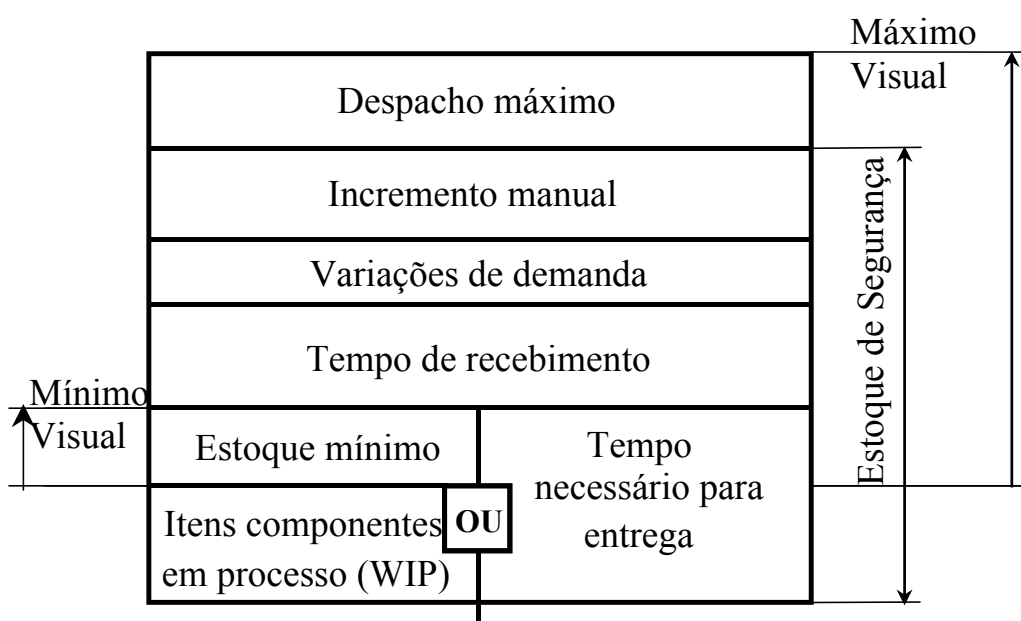 Máximo
Visual
Despacho máximo
Incremento manual
Variações de demanda
Tempo de recebimento
Estoque de Segurança
Mínimo
Visual
Estoque mínimo
Tempo
necessário para
entrega
OU
Itens componentes
em processo (WIP)